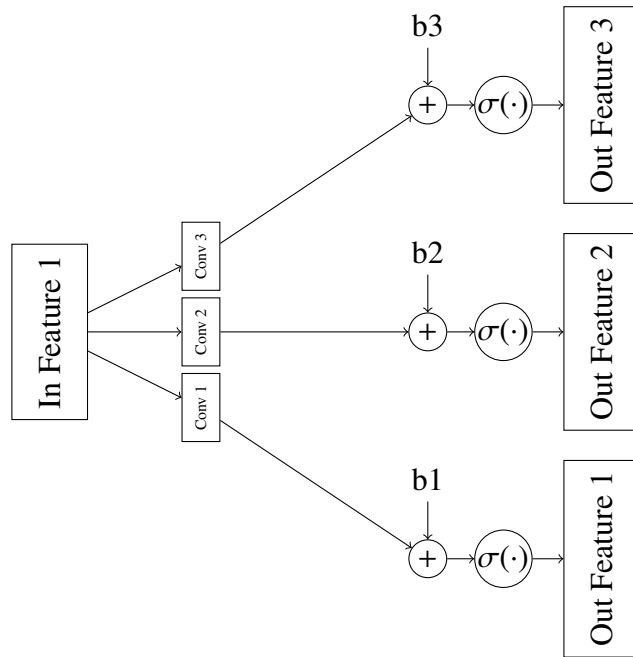 b3
+
σ(·)
Out Feature 3
In Feature 1
Conv 3
Conv 2
Conv 1
b2
+
σ(·)
Out Feature 2
b1
+
σ(·)
Out Feature 1